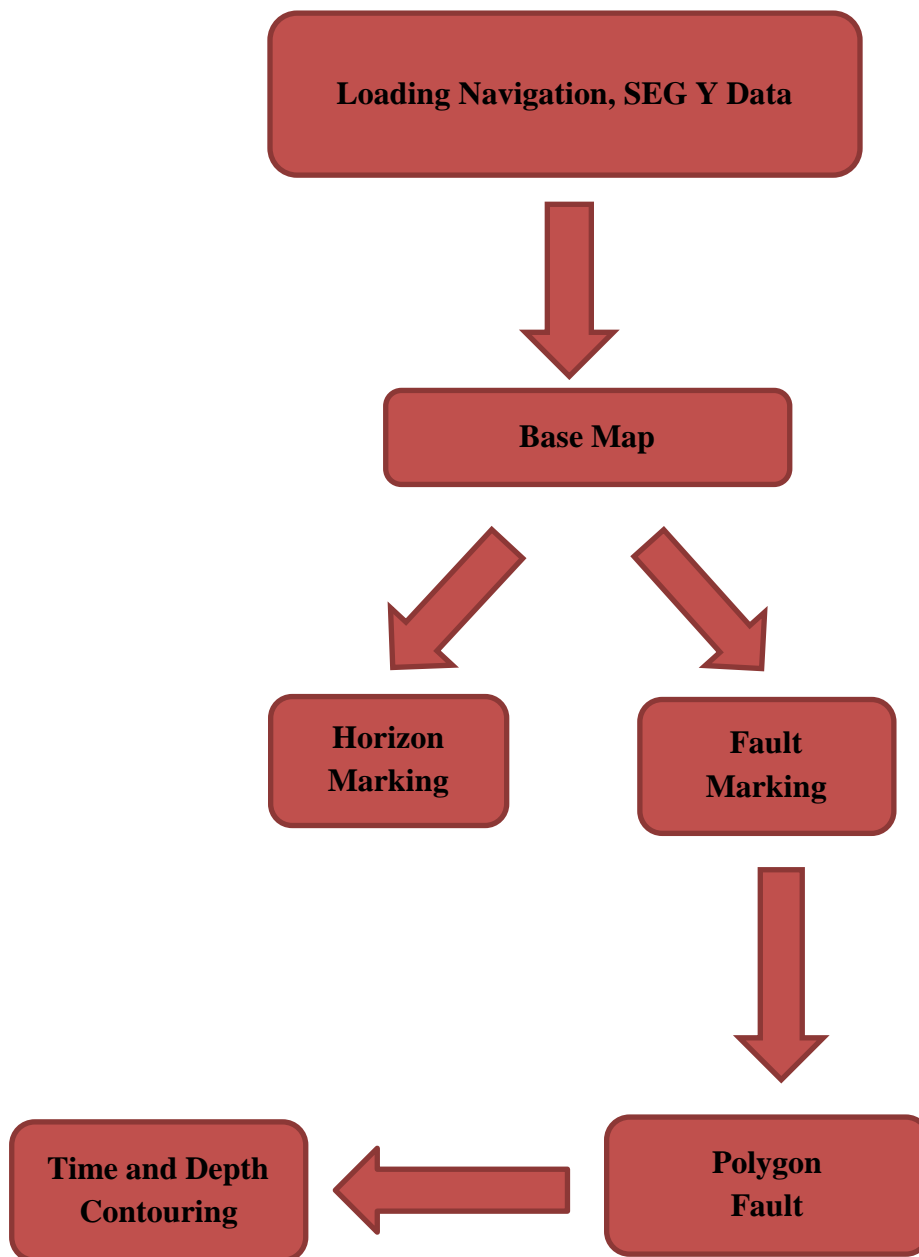 Loading Navigation, SEG Y Data
Base Map
Horizon
Marking
Fault
Marking
Polygon
Fault
Time and Depth
Contouring